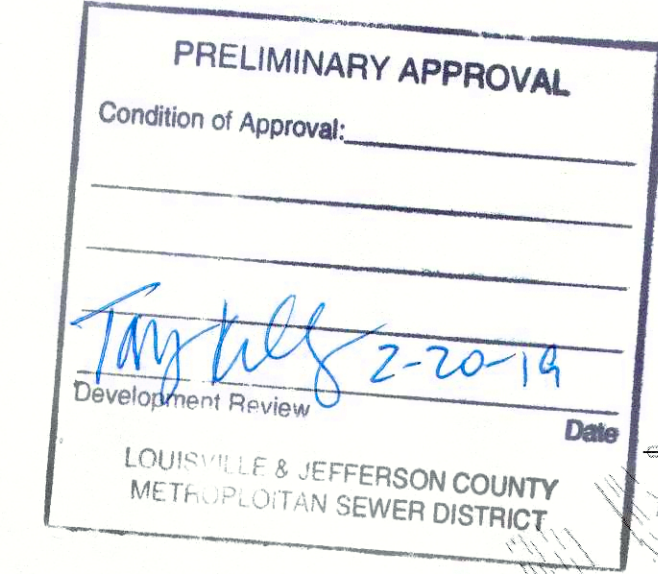 PRELIMINARY APPROVAL
Condition of Approval:
2-20-19
Development Review
Date
LOUISVILLE & JEFFERSON COUNTY
METROPLOITAN SEWER DISTRICT